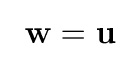 w = u